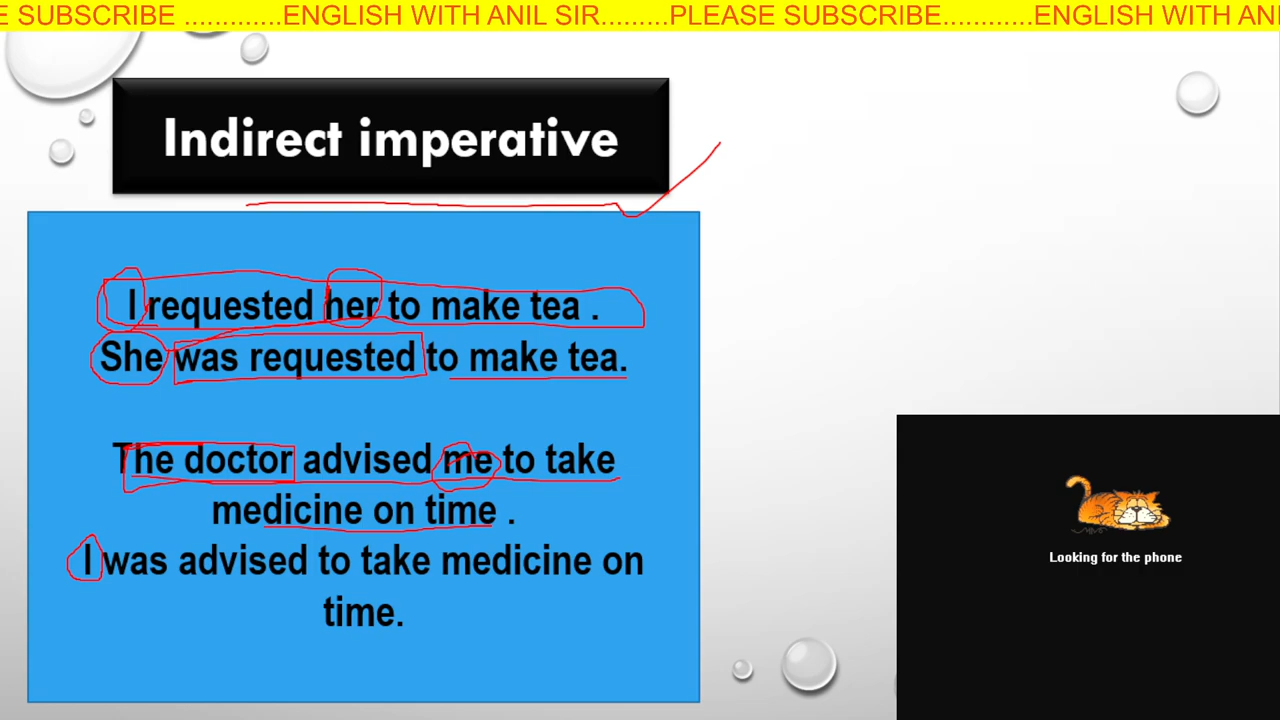 E SUBSCRIBE ............ENGLISH WITH ANIL SIR.........PLEASE SUBSCRIBE............ENGLISH WITH ANI
Indirect imperative
I requested her to make tea .
She was requested to make tea.
The doctor advised me to take
medicine on time .
I was advised to take medicine on
time.
Looking for the phone